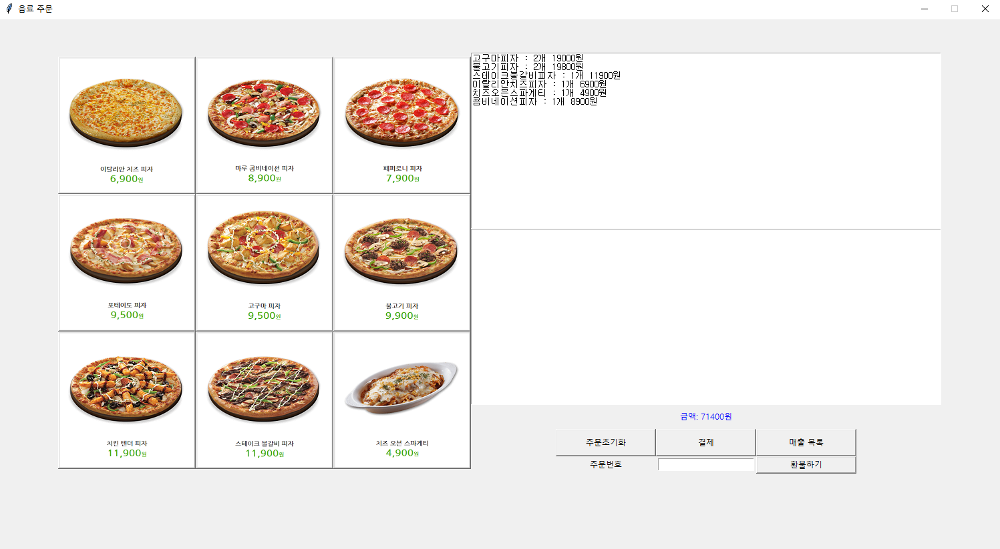 음료 주문
이탈리안 치즈 피자
6,900원
마루 콤비네이션 피자
8,900원
페퍼로니 피자
7,900원
포테이토 피자
9,500원
고구마 피자
9,500원
불고기 피자
9,900원
치킨 텐더 피자
11,900원
스테이크 불갈비 피자
11,900원
치즈 오븐 스파게티
4,900원
고구마피자 : 2개 19000원
불고기피자 : 2개 19800원
스테이크불갈비피자 : 1개 11900원
이탈리안치즈피자 : 1개 6900원
치즈오븐스파게티 : 1개 4900원
콤비네이션피자 : 1개 8900원
금액: 71400원
주문초기화 결제 매출 목록
주문번호 환불하기